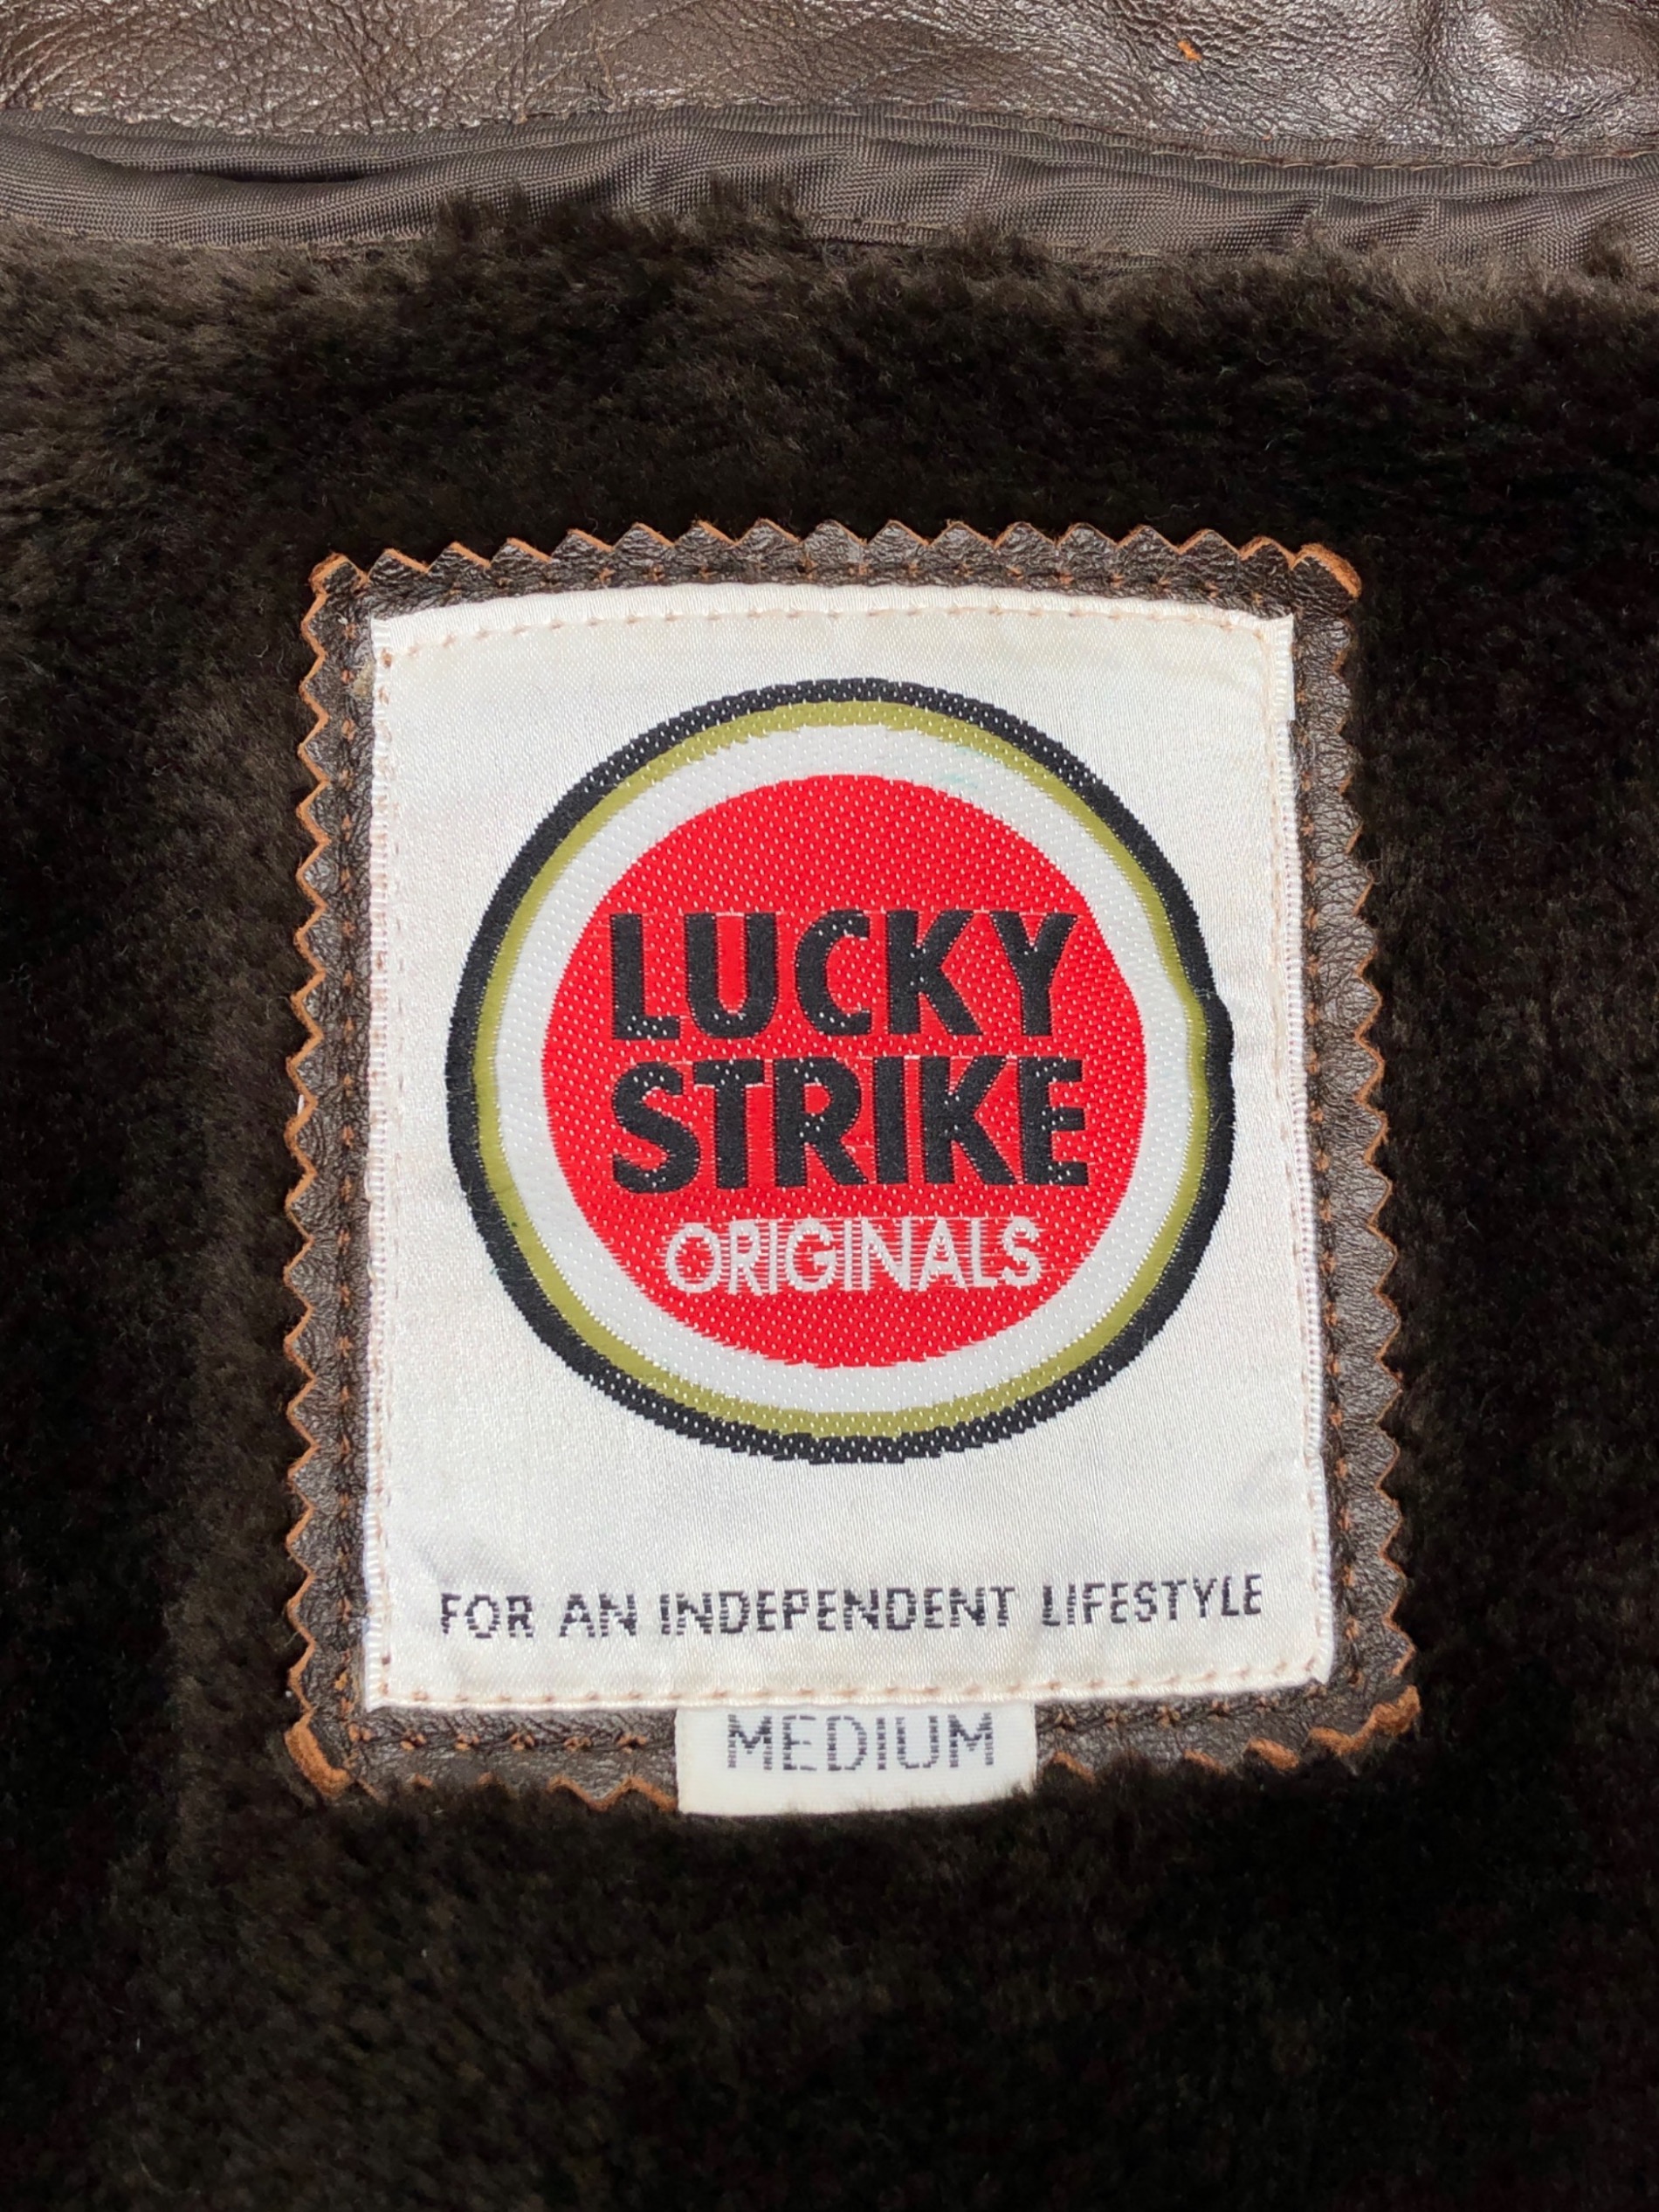 LUCKY
STRIKE
ORIGINALS
FOR AN INDEPENDENT LIFESTYLE
MEDIUM